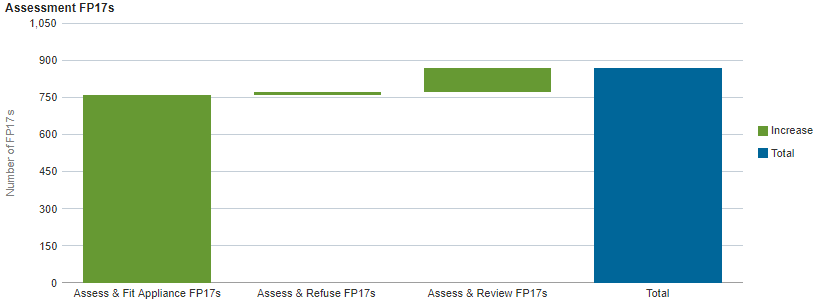 Assessment FP17s
1,050
900
750
600
450
300
150
0
Number of FP17s
Assess & Fit Appliance FP17s
Assess & Refuse FP17s
Assess & Review FP17s
Total
Increase
Total